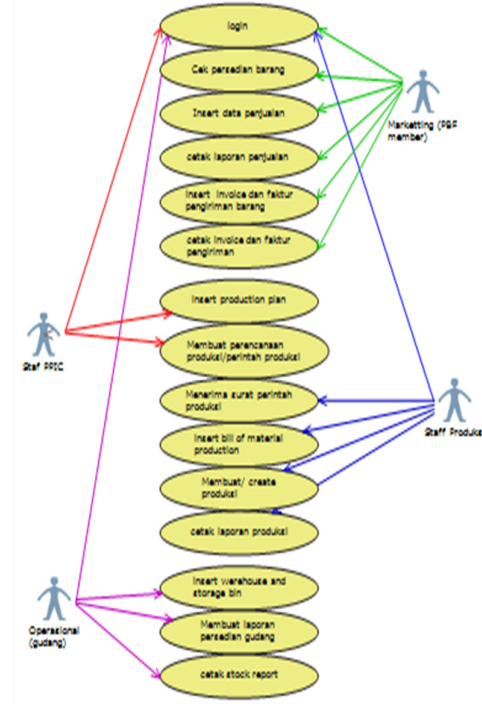 login
Cek persedian barang
Insert data penjualan
cetak laporan penjualan
Insert Invoice dan faktur
pengiriman barang
cetak Invoice dan faktur
pengiriman
Marketting (PBF
member)
Insert production plan
Membuat perencanaan
produksi/perintah produksi
Staf PPIC
Menerima surat perintah
produksi
Insert bill of material
production
Membuat/ create
produksi
cetak laporan produksi
Staff Produks
Insert warehouse and
storage bin
Membuat laporan
persedian gudang
cetak stock report
Operasional
(gudang)